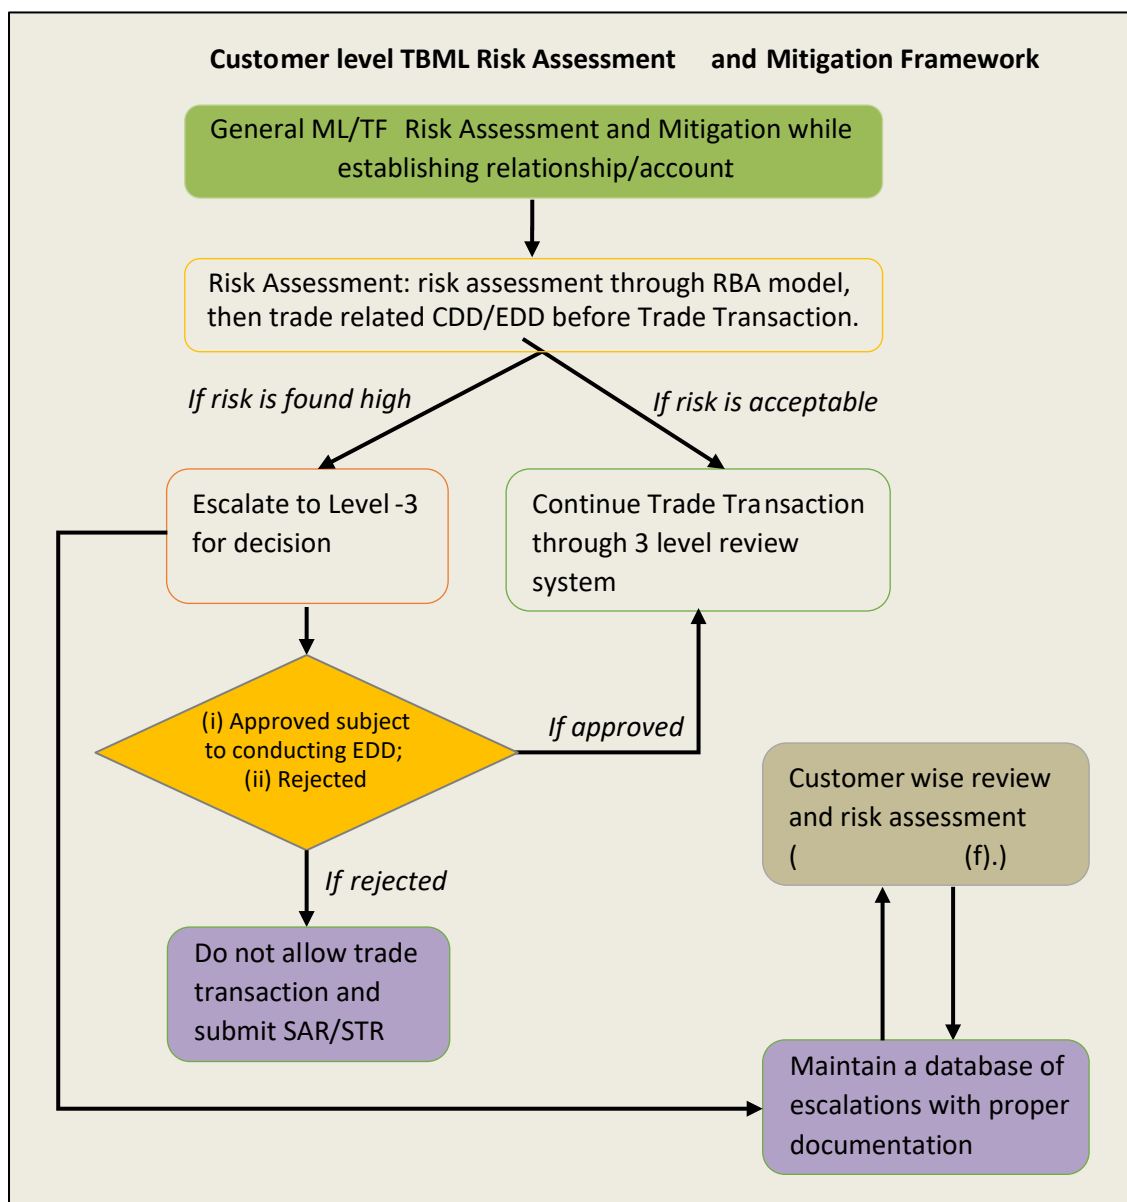 Customer level TBML Risk Assessment and Mitigation Framework
General ML/TF Risk Assessment and Mitigation while
establishing relationship/account.
Risk Assessment: risk assessment through RBA model,
then trade related CDD/EDD before Trade Transaction.
If risk is found high
If risk is acceptable
Escalate to Level -3
for decision
Continue Trade Transaction
through 3 level review
system
(i) Approved subject
to conducting EDD;
(ii) Rejected
If approved
If rejected
Customer wise review
and risk assessment
( (f).)
Do not allow trade
transaction and
submit SAR/STR
Maintain a database of
escalations with proper
documentation